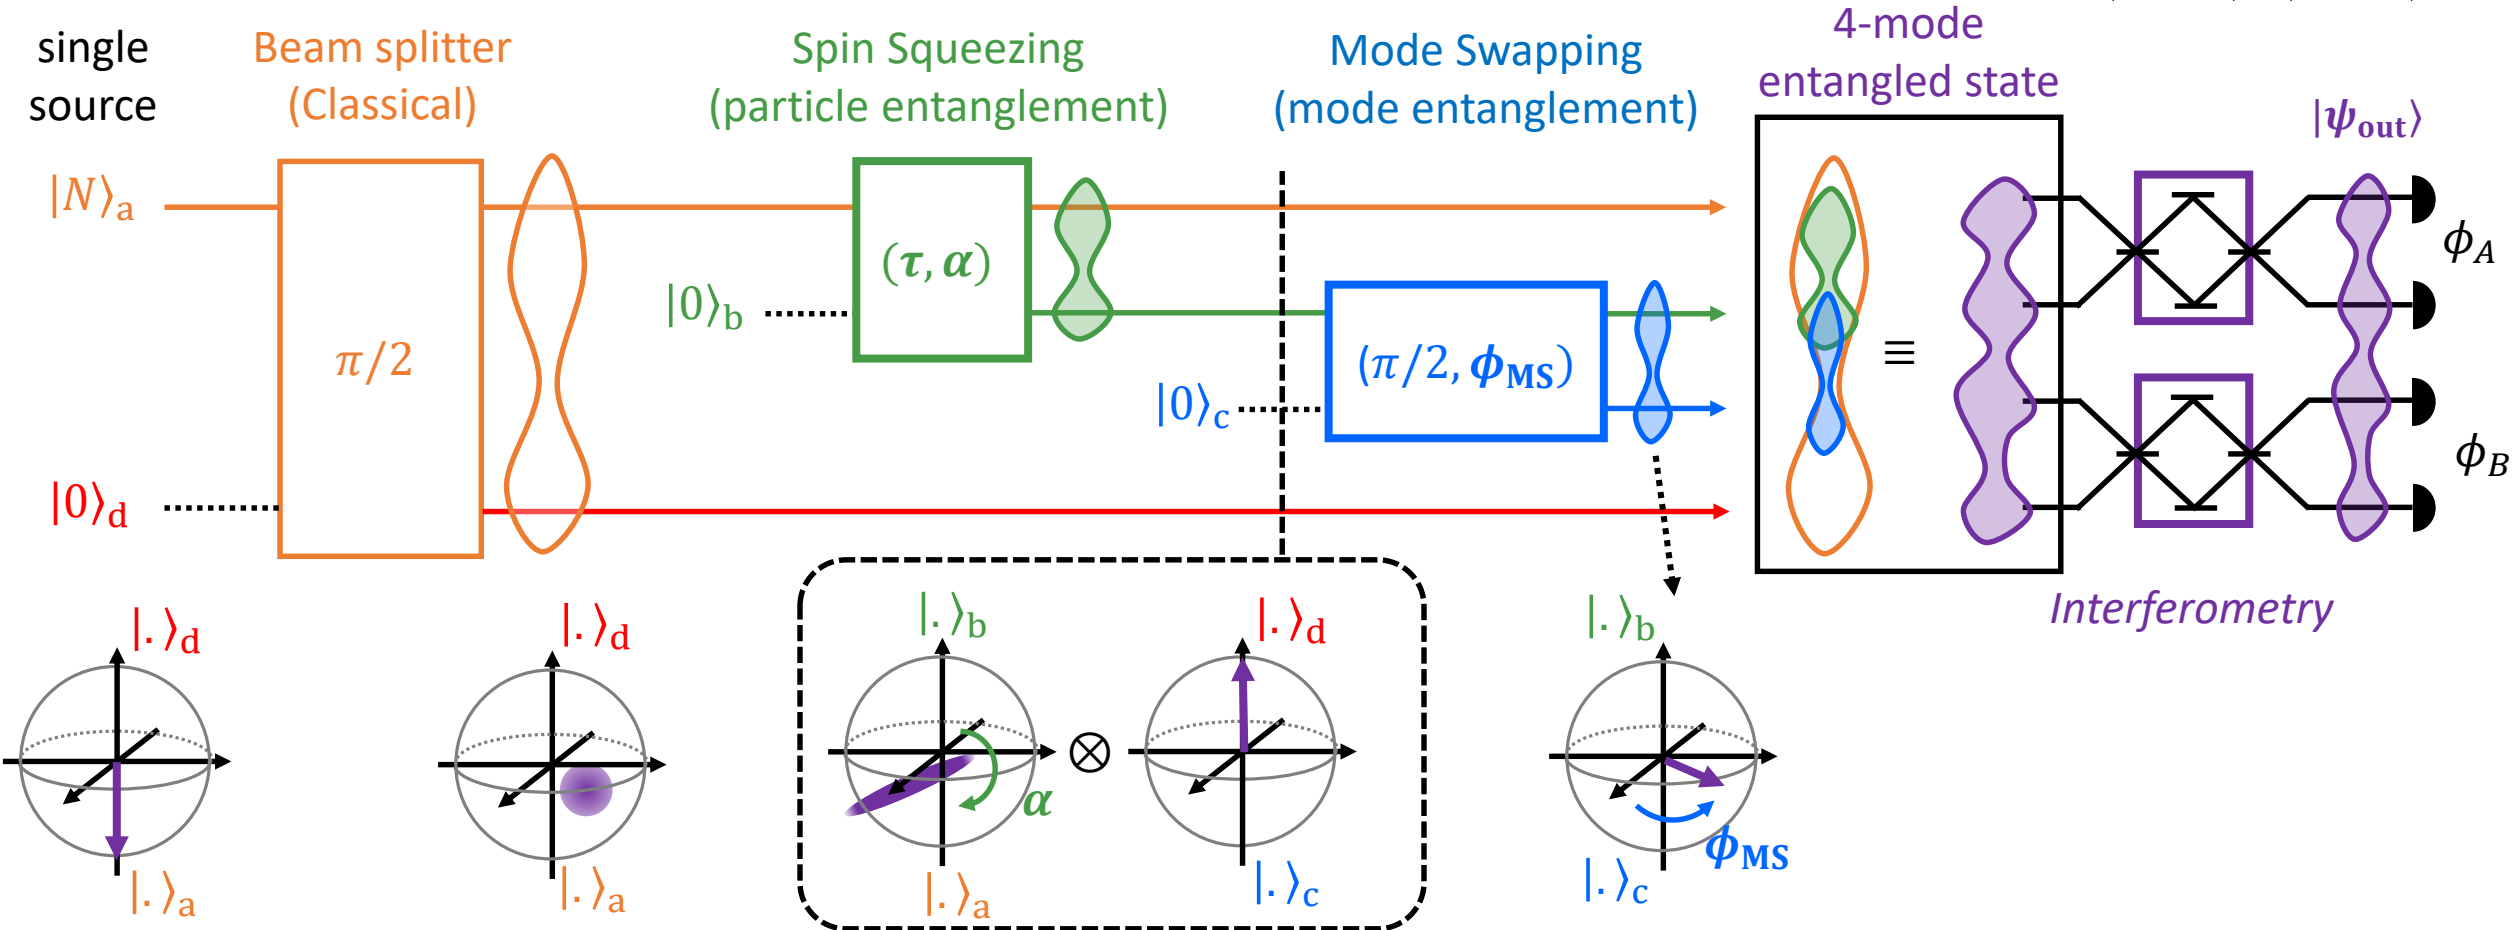 single
source
Beam splitter
(Classical)
Spin Squeezing
(particle entanglement)
Mode Swapping
(mode entanglement)
4-mode
entangled state
|ψout⟩
|N⟩a
|0⟩d
π/2
|0⟩b
(τ, α)
|0⟩c
(π/2, ϕMS)
≡
ϕA
ϕB
Interferometry
|.⟩d
|.⟩a
|.⟩d
|.⟩a
|.⟩b
α
|.⟩a
⊗
|.⟩d
|.⟩c
|.⟩b
ϕMS
|.⟩c